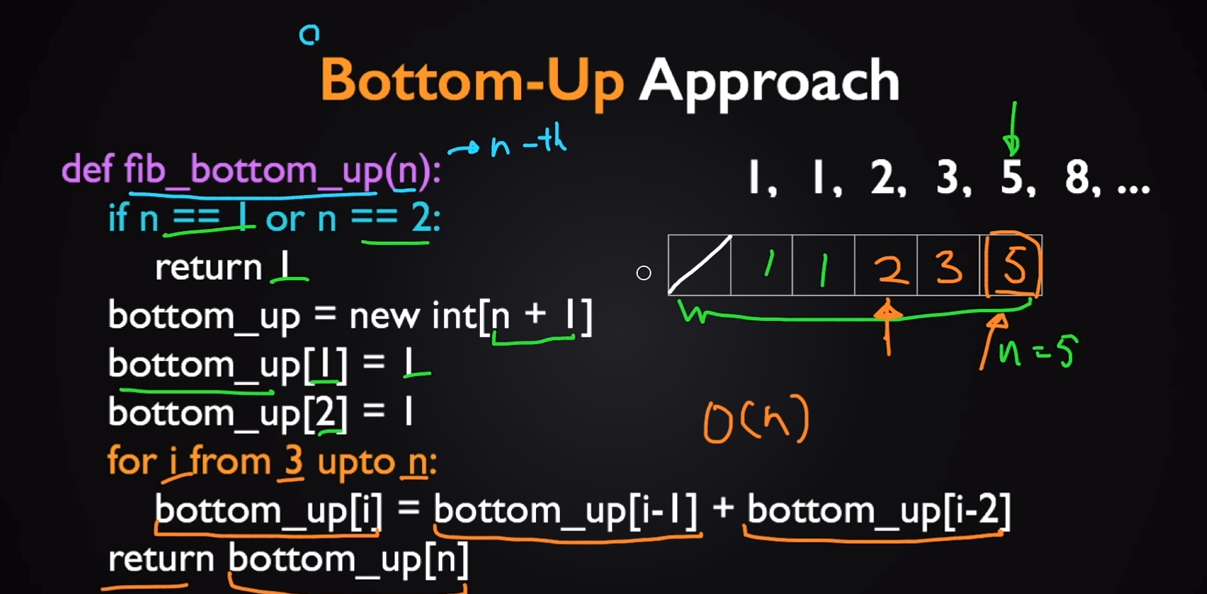 Bottom-Up Approach
def fib_bottom_up(n): → n-th
if n == 1 or n == 2:
return 1
bottom_up = new int[n + 1]
bottom_up[1] = 1
bottom_up[2] = 1
for i from 3 upto n:
bottom_up[i] = bottom_up[i-1] + bottom_up[i-2]
return bottom_up[n]
1, 1, 2, 3, 5, 8, ...
1 1 2 3 5
n = 5
O(n)